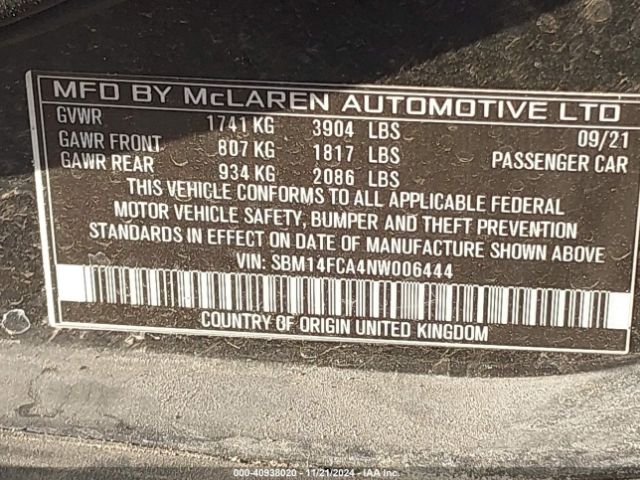 MFD BY McLAREN AUTOMOTIVE LTD
GVWR 1741 KG 3904 LBS 09/21
GAWR FRONT 807 KG 1817 LBS
GAWR REAR 934 KG 2086 LBS PASSENGER CAR
THIS VEHICLE CONFORMS TO ALL APPLICABLE FEDERAL
MOTOR VEHICLE SAFETY, BUMPER AND THEFT PREVENTION
STANDARDS IN EFFECT ON DATE OF MANUFACTURE SHOWN ABOVE
VIN: SBM14FCA4NW006444
COUNTRY OF ORIGIN UNITED KINGDOM
000-40938020 - 11/21/2024 - IAA Inc.